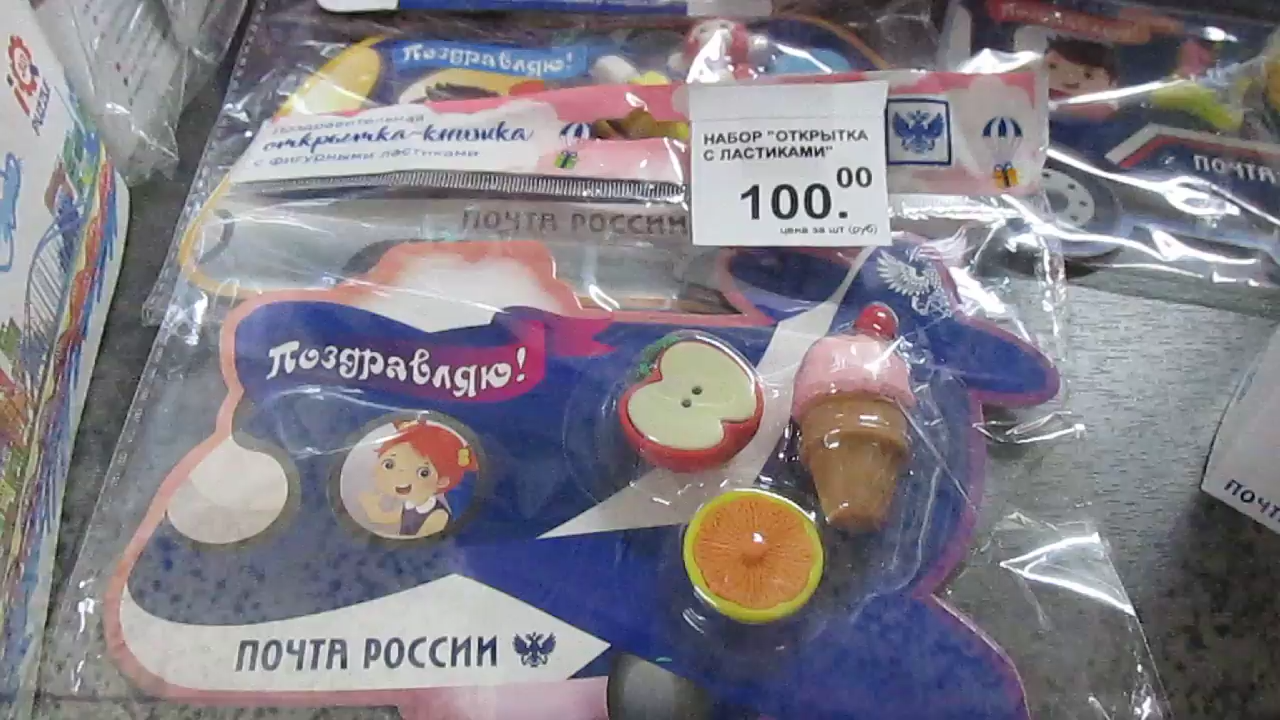 Поздравляю!
Поздравительная
открытка-книжка
с фигурными ластиками
НАБОР "ОТКРЫТКА
С ЛАСТИКАМИ"
100.00
цена за шт (руб)
ПОЧТА
ПОЧТА РОССИИ
Поздравляю!
ПОЧТА РОССИИ